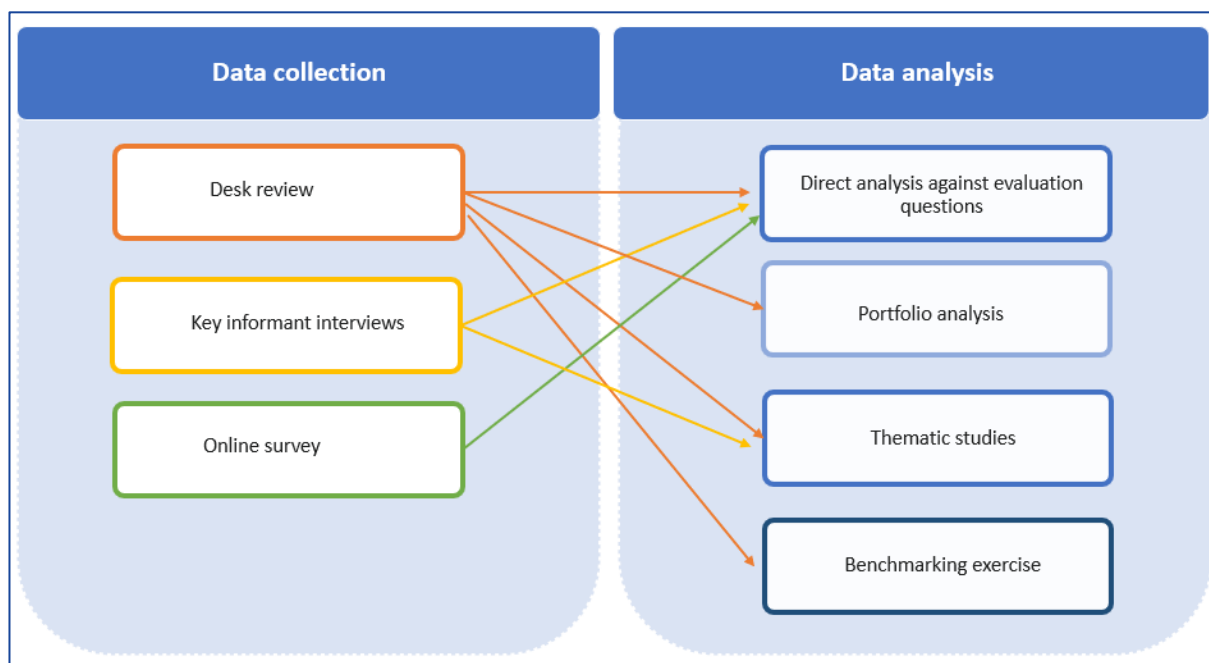 Data collection
Data analysis
Desk review
Key informant interviews
Online survey
Direct analysis against evaluation
questions
Portfolio analysis
Thematic studies
Benchmarking exercise